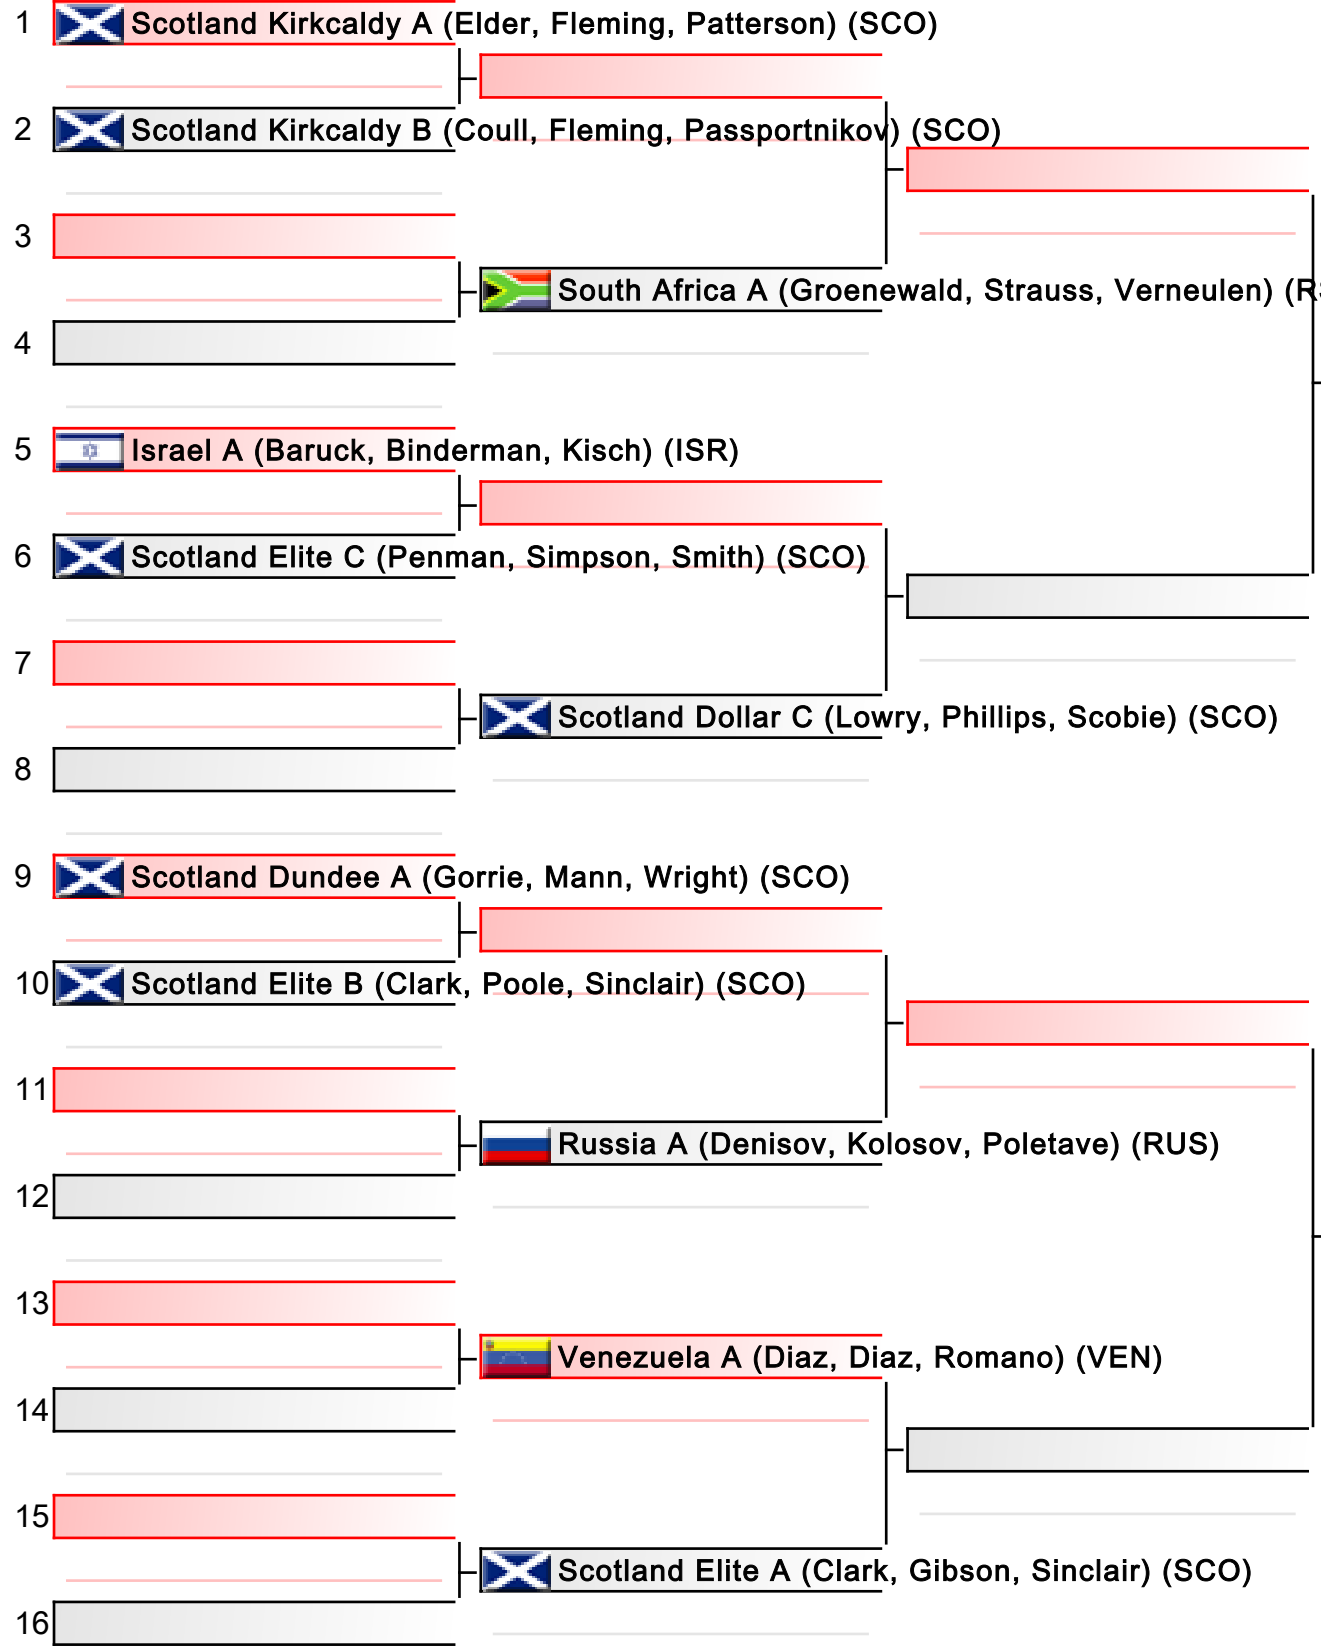 1 Scotland Kirkcaldy A (Elder, Fleming, Patterson) (SCO)
2 Scotland Kirkcaldy B (Coull, Fleming, Passportnikov) (SCO)
3
South Africa A (Groenewald, Strauss, Verneulen)
4
5 Israel A (Baruck, Binderman, Kisch) (ISR)
6 Scotland Elite C (Penman, Simpson, Smith) (SCO)
7
Scotland Dollar C (Lowry, Phillips, Scobie) (SCO)
8
9 Scotland Dundee A (Gorrie, Mann, Wright) (SCO)
10 Scotland Elite B (Clark, Poole, Sinclair) (SCO)
11
Russia A (Denisov, Kolosov, Poletave) (RUS)
12
13
Venezuela A (Diaz, Diaz, Romano) (VEN)
14
15
Scotland Elite A (Clark, Gibson, Sinclair) (SCO)
16